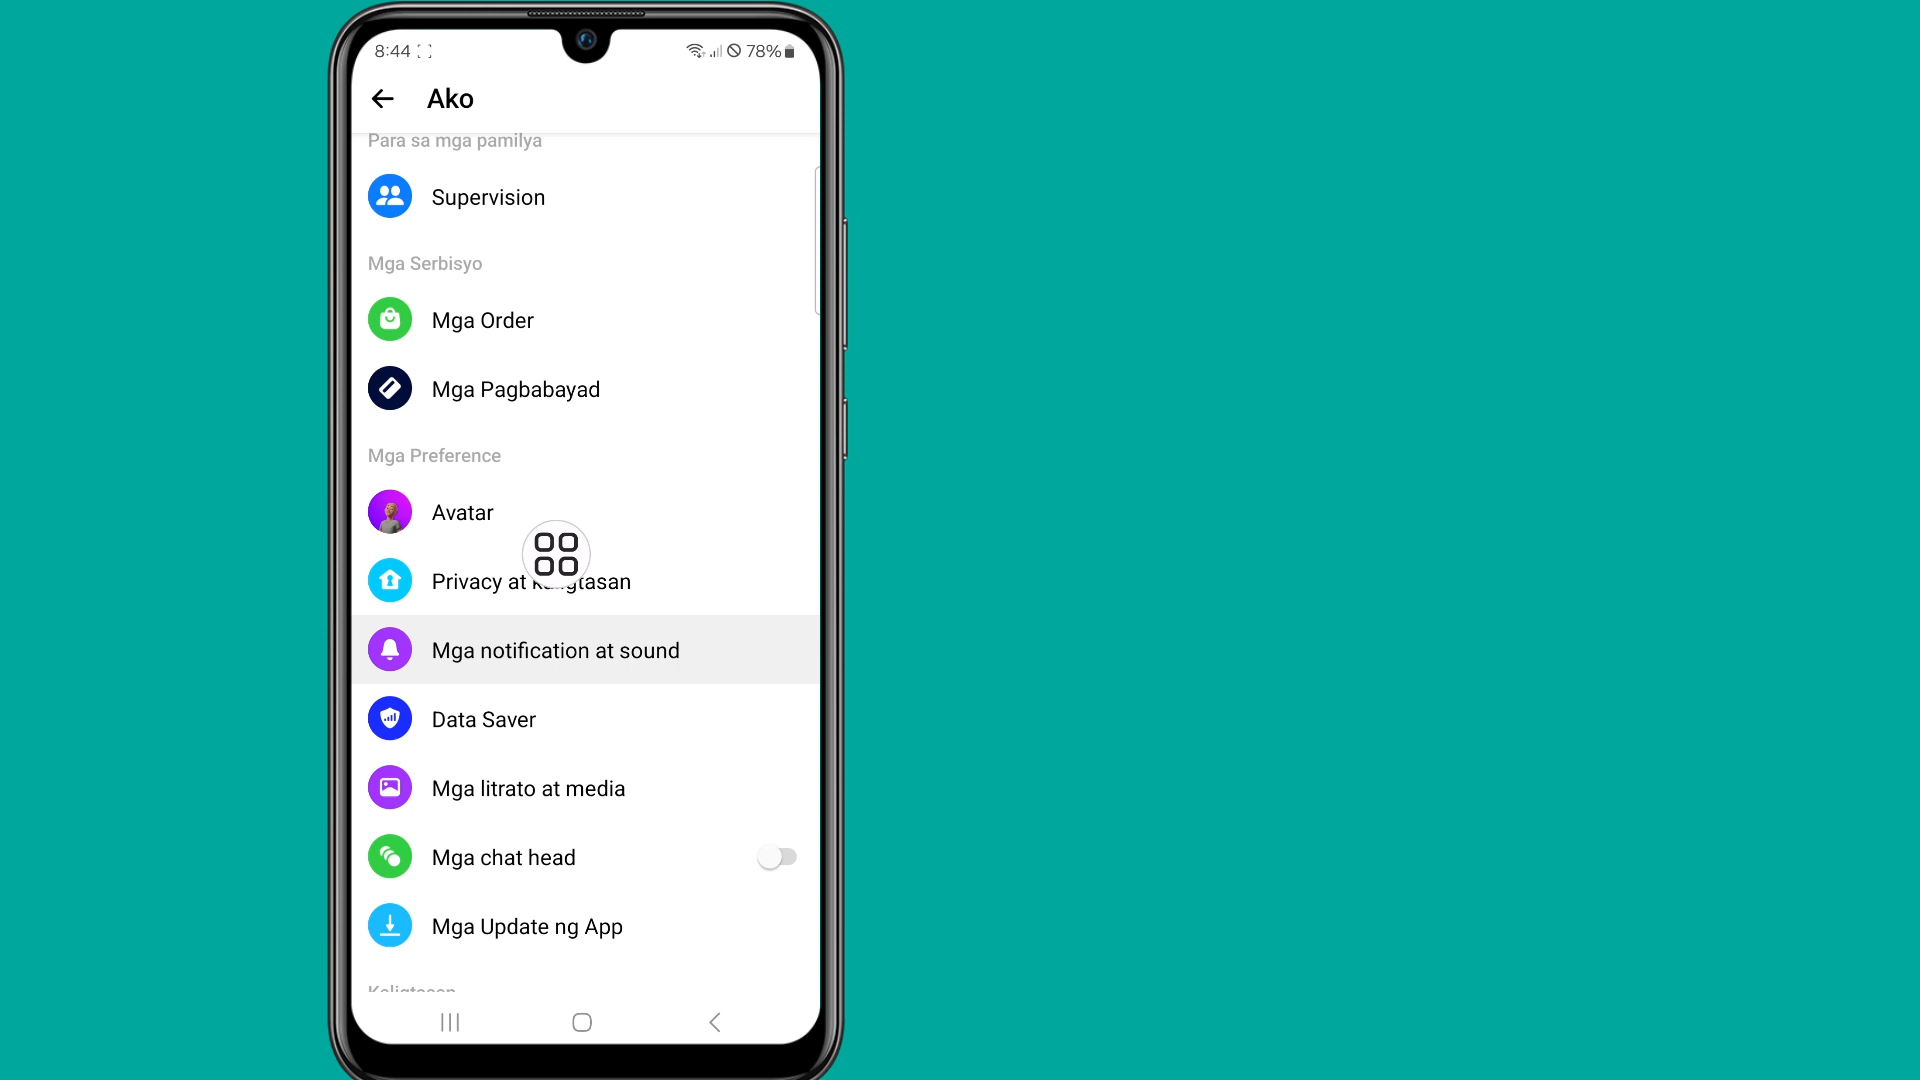 8:44
78%
Ako
Para sa mga pamilya
Supervision
Mga Serbisyo
Mga Order
Mga Pagbabayad
Mga Preference
Avatar
Privacy at kaligtasan
Mga notification at sound
Data Saver
Mga litrato at media
Mga chat head
Mga Update ng App
Kaligtasan